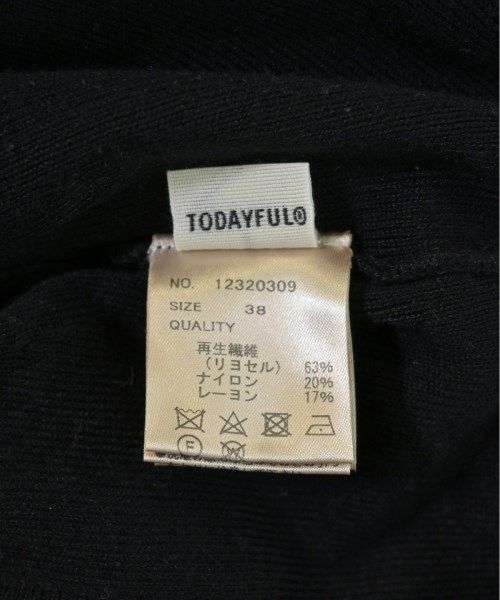 TODAYFUL®
NO. 12320309
SIZE 38
QUALITY
再生繊維
(リヨセル) 63%
ナイロン 20%
レーヨン 17%
F
W